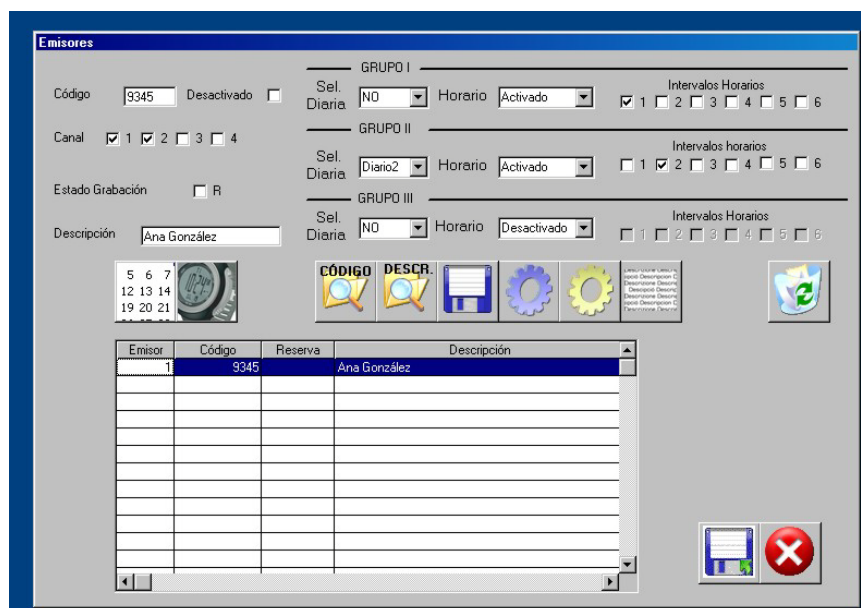 Emisores
GRUPO I
Código 9345 Desactivado
Sel. Diaria NO Horario Activado
Intervalos Horarios
1 2 3 4 5 6
Canal 1 2 3 4
GRUPO II
Sel. Diaria Diario2 Horario Activado
Intervalos horarios
1 2 3 4 5 6
Estado Grabación R
GRUPO III
Sel. Diaria NO Horario Desactivado
Intervalos Horarios
1 2 3 4 5 6
Descripción Ana González
5 6 7
12 13 14
19 20 21
CÓDIGO DESCR.
Emisor Código Reserva Descripción
1 9345 Ana González